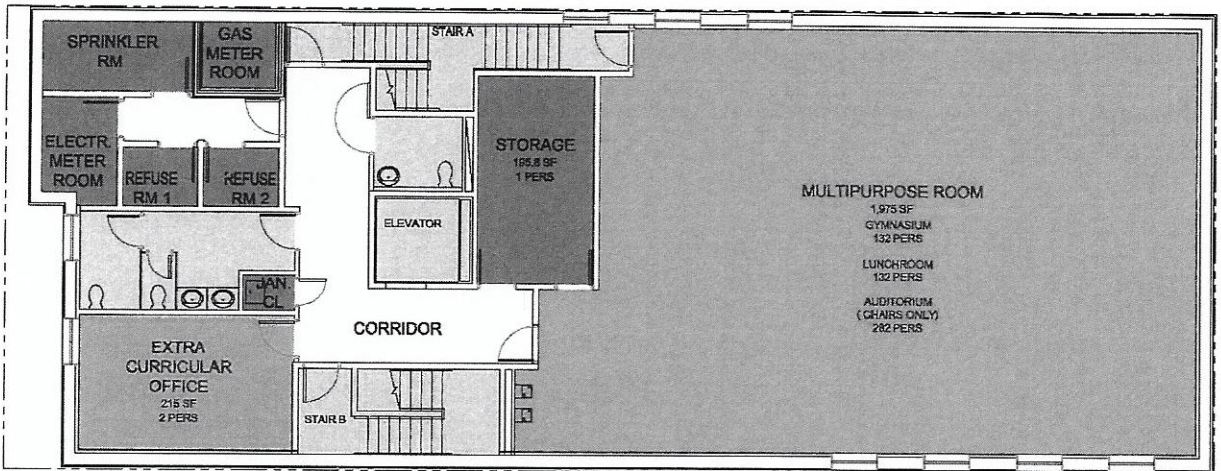 SPRINKLER
RM
GAS
METER
ROOM
STAIR A
ELECTR.
METER
ROOM
REFUSE
RM 1
REFUSE
RM 2
STORAGE
195.8 SF
1 PERS
ELEVATOR
MULTIPURPOSE ROOM
1,975 SF
GYMNASIUM
132 PERS
LUNCHROOM
132 PERS
AUDITORIUM
(CHAIRS ONLY)
282 PERS
JAN.
CL
CORRIDOR
EXTRA
CURRICULAR
OFFICE
215 SF
2 PERS
STAIR B